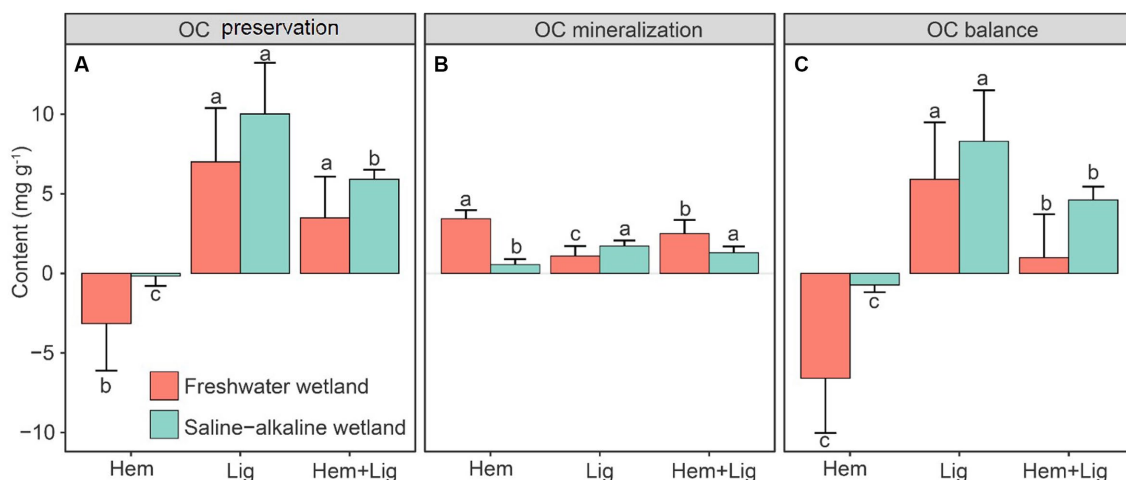 OC preservation
OC mineralization
OC balance
A
B
C
Content (mg g⁻¹)
10
5
0
−5
−10
b
c
a
a
a
b
a
b
c
a
b
a
c
c
a
a
b
b
Freshwater wetland
Saline−alkaline wetland
Hem
Lig
Hem+Lig
Hem
Lig
Hem+Lig
Hem
Lig
Hem+Lig